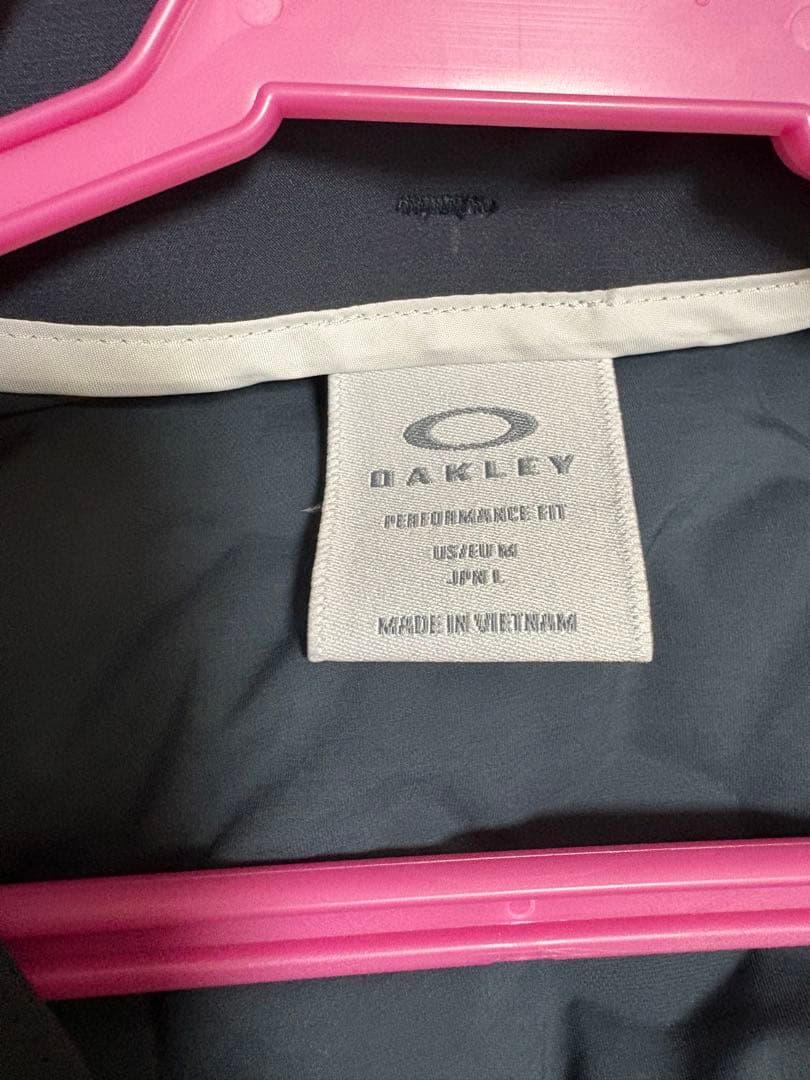 OAKLEY
PERFORMANCE FIT
US/EU M
JPN L
MADE IN VIETNAM